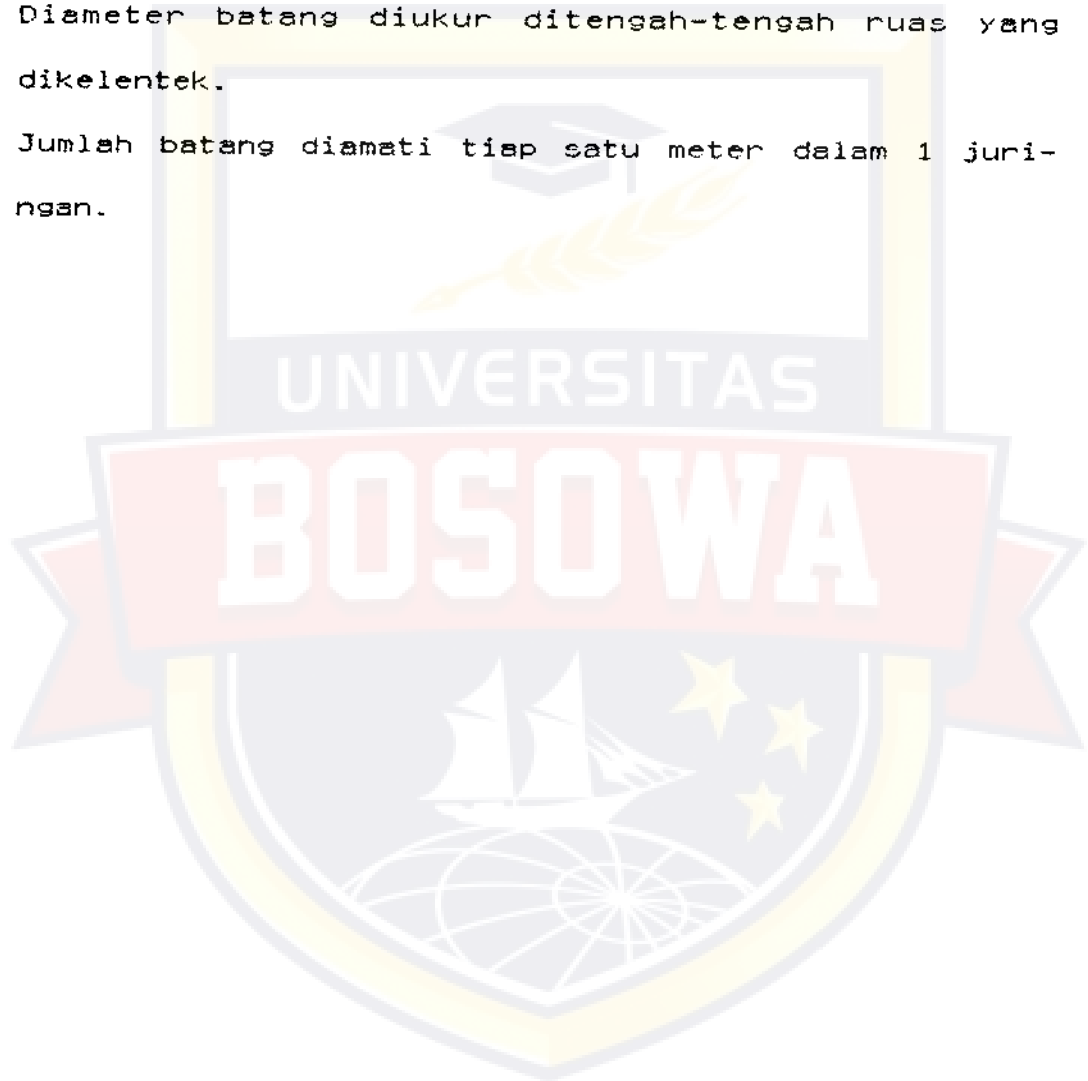 Diameter batang diukur ditengah-tengah ruas yang
dikelentek.
Jumlah batang diamati tiap satu meter dalam 1 juri-
ngan.
UNIVERSITAS
BOSOWA